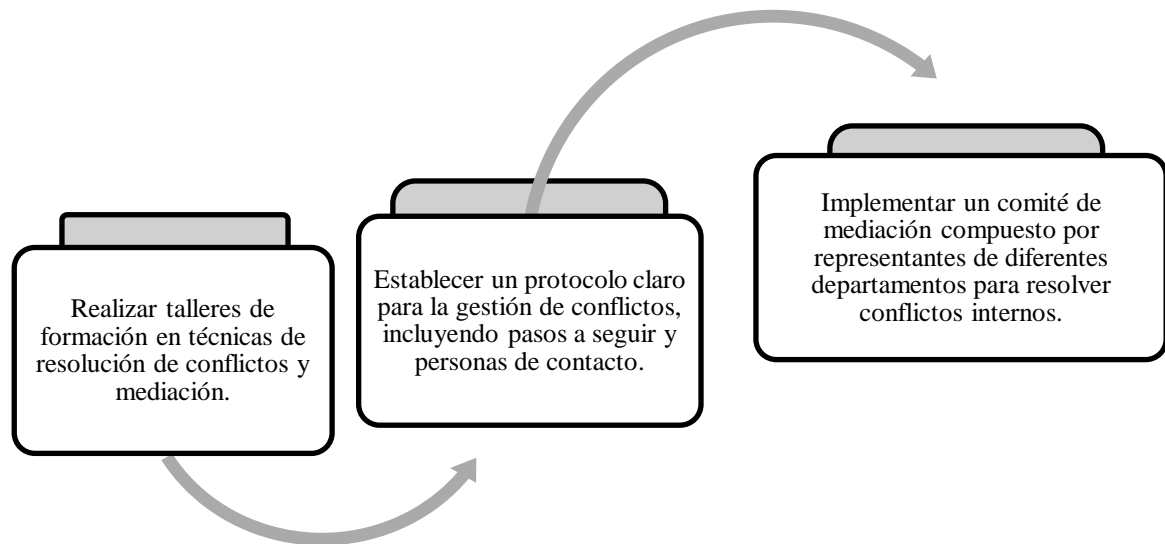 Realizar talleres de
formación en técnicas de
resolución de conflictos y
mediación.
Establecer un protocolo claro
para la gestión de conflictos,
incluyendo pasos a seguir y
personas de contacto.
Implementar un comité de
mediación compuesto por
representantes de diferentes
departamentos para resolver
conflictos internos.